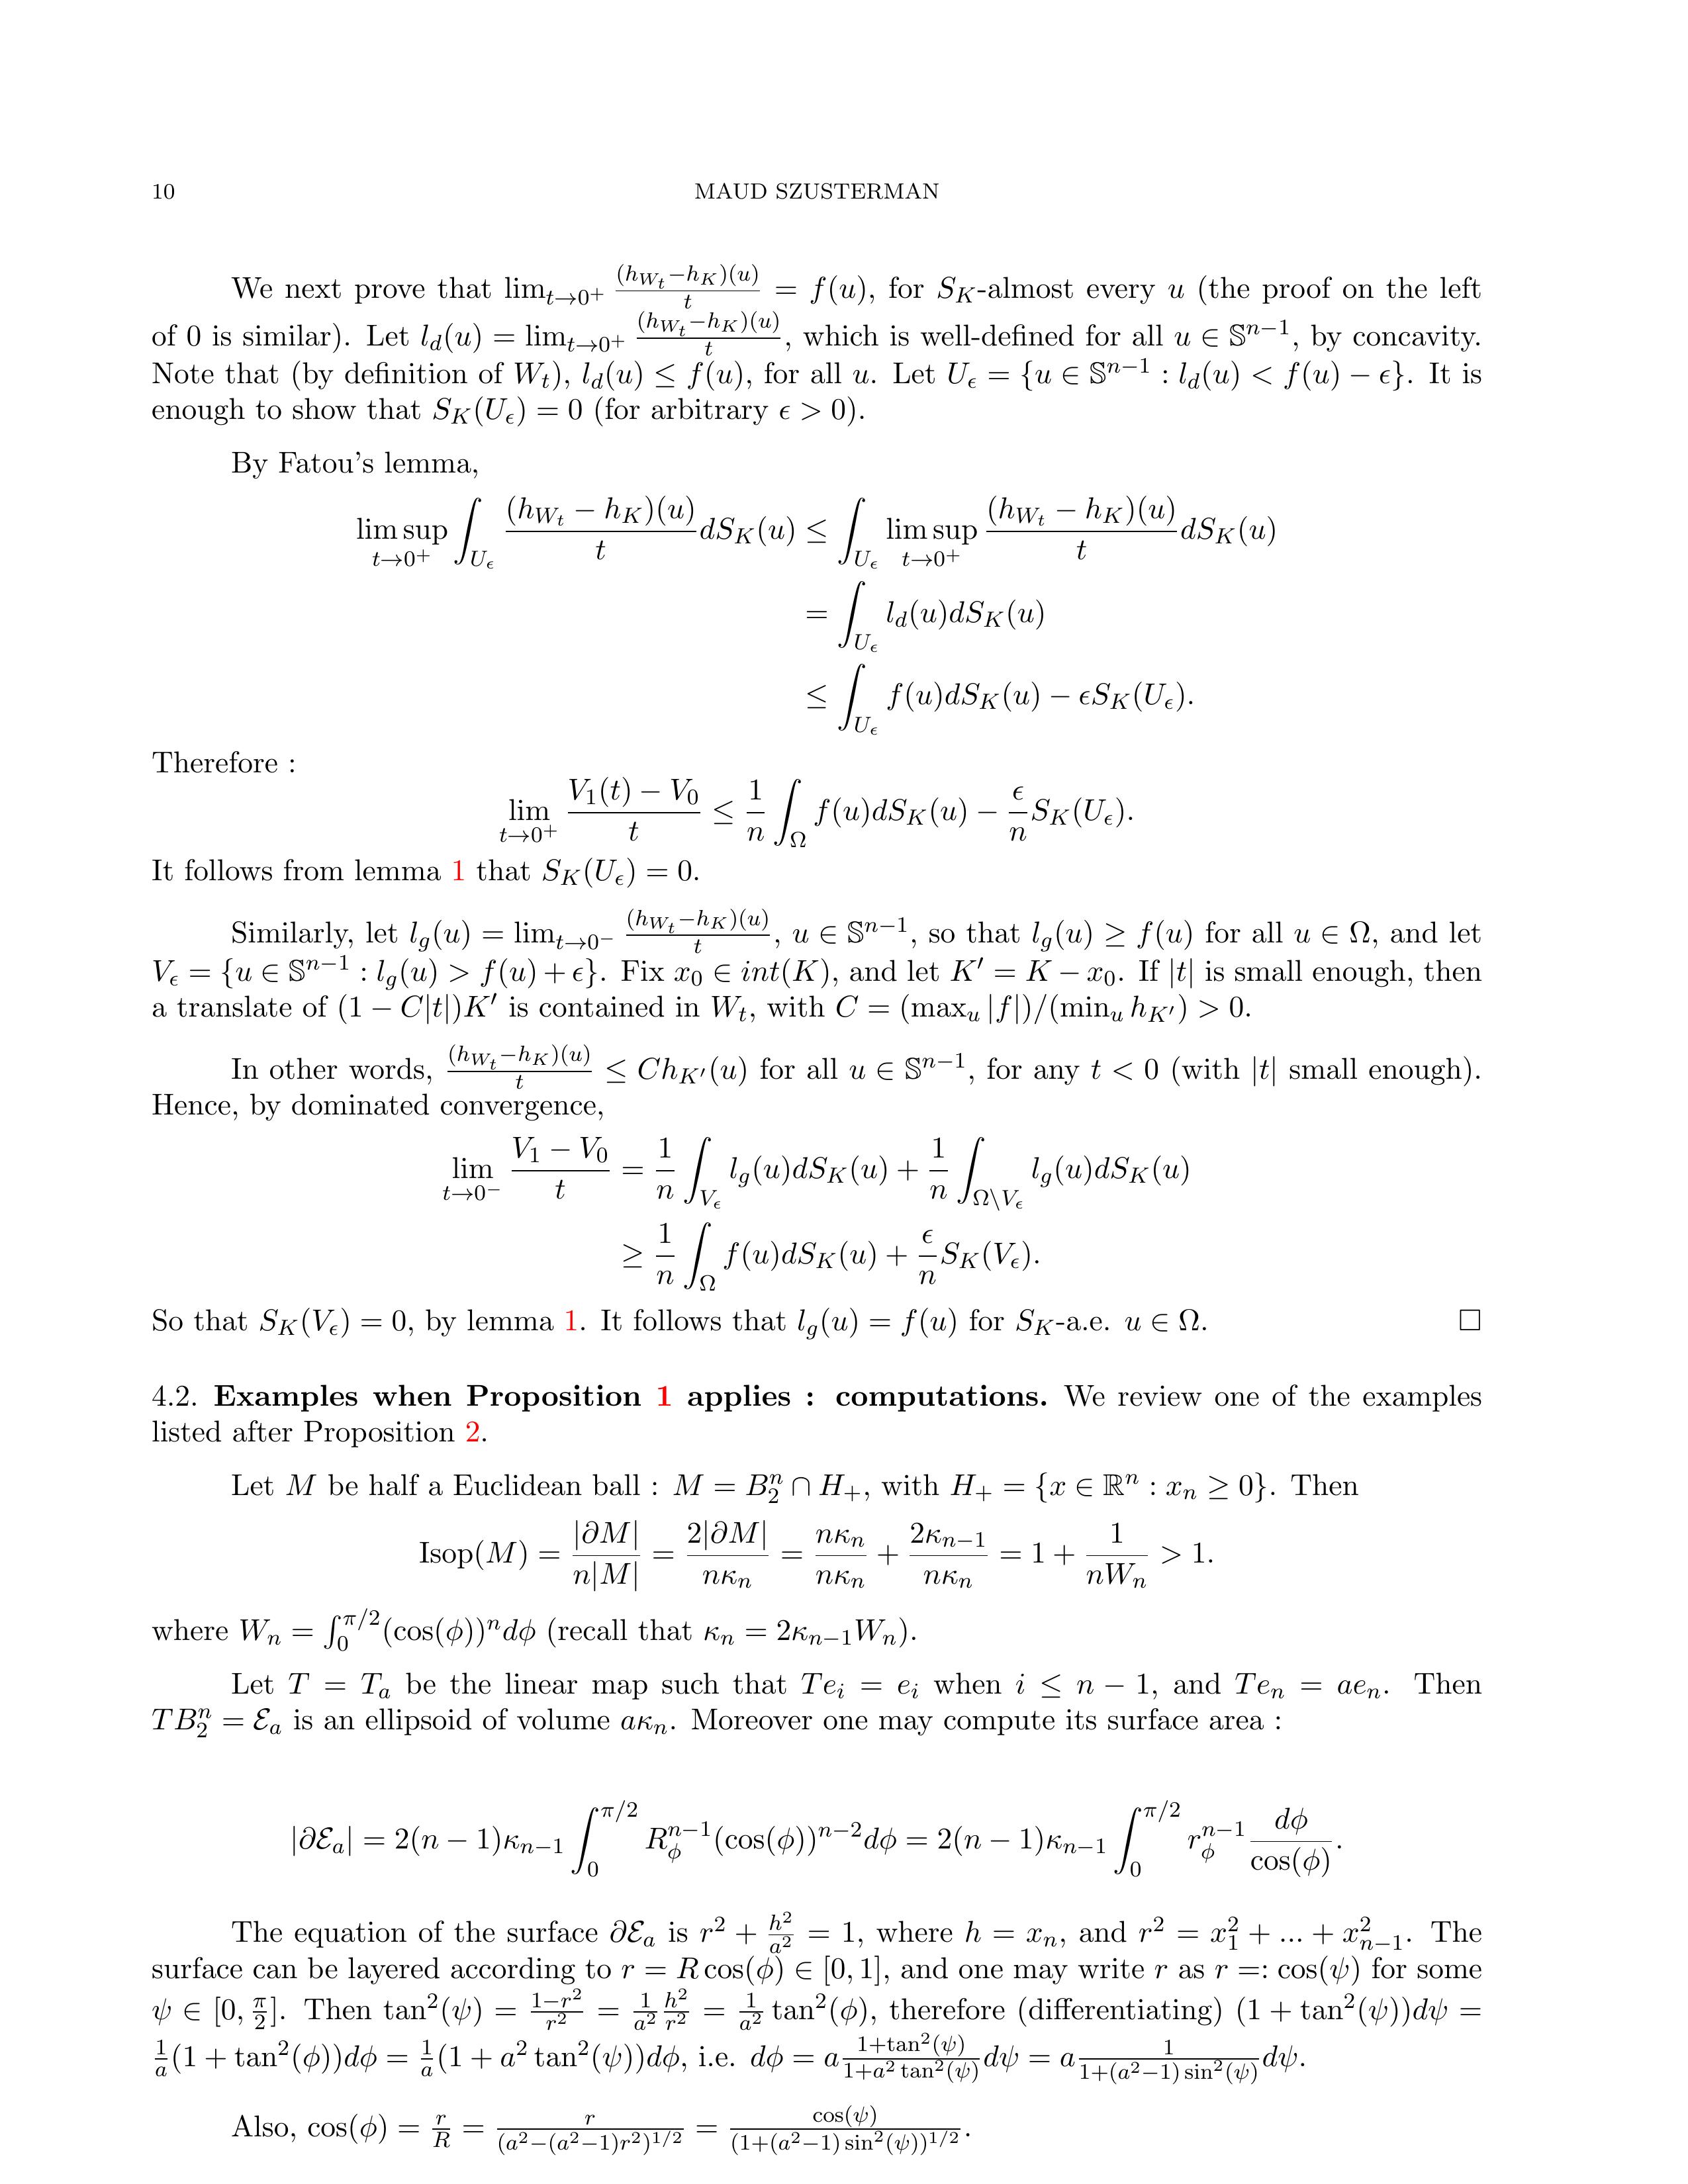 10 MAUD SZUSTERMAN
We next prove that $\lim_{t\to 0^+} \frac{(h_{W_t}-h_K)(u)}{t} = f(u)$, for $S_K$-almost every $u$ (the proof on the left
of 0 is similar). Let $l_d(u) = \lim_{t\to 0^+} \frac{(h_{W_t}-h_K)(u)}{t}$, which is well-defined for all $u \in \mathbb{S}^{n-1}$, by concavity.
Note that (by definition of $W_t$), $l_d(u) \leq f(u)$, for all $u$. Let $U_\epsilon = \{u \in \mathbb{S}^{n-1} : l_d(u) < f(u) - \epsilon\}$. It is
enough to show that $S_K(U_\epsilon) = 0$ (for arbitrary $\epsilon > 0$).
By Fatou's lemma,
$\limsup_{t\to 0^+} \int_{U_\epsilon} \frac{(h_{W_t} - h_K)(u)}{t} dS_K(u) \leq \int_{U_\epsilon} \limsup_{t\to 0^+} \frac{(h_{W_t} - h_K)(u)}{t} dS_K(u)$
$= \int_{U_\epsilon} l_d(u) dS_K(u)$
$\leq \int_{U_\epsilon} f(u) dS_K(u) - \epsilon S_K(U_\epsilon).$
Therefore :
$\lim_{t\to 0^+} \frac{V_1(t) - V_0}{t} \leq \frac{1}{n} \int_\Omega f(u) dS_K(u) - \frac{\epsilon}{n} S_K(U_\epsilon).$
It follows from lemma 1 that $S_K(U_\epsilon) = 0$.
Similarly, let $l_g(u) = \lim_{t\to 0^-} \frac{(h_{W_t}-h_K)(u)}{t}$, $u \in \mathbb{S}^{n-1}$, so that $l_g(u) \geq f(u)$ for all $u \in \Omega$, and let
$V_\epsilon = \{u \in \mathbb{S}^{n-1} : l_g(u) > f(u) + \epsilon\}$. Fix $x_0 \in int(K)$, and let $K' = K - x_0$. If $|t|$ is small enough, then
a translate of $(1 - C|t|)K'$ is contained in $W_t$, with $C = (\max_u |f|)/(\min_u h_{K'}) > 0$.
In other words, $\frac{(h_{W_t}-h_K)(u)}{t} \leq C h_{K'}(u)$ for all $u \in \mathbb{S}^{n-1}$, for any $t < 0$ (with $|t|$ small enough).
Hence, by dominated convergence,
$\lim_{t\to 0^-} \frac{V_1 - V_0}{t} = \frac{1}{n} \int_{V_\epsilon} l_g(u) dS_K(u) + \frac{1}{n} \int_{\Omega \backslash V_\epsilon} l_g(u) dS_K(u)$
$\geq \frac{1}{n} \int_\Omega f(u) dS_K(u) + \frac{\epsilon}{n} S_K(V_\epsilon).$
So that $S_K(V_\epsilon) = 0$, by lemma 1. It follows that $l_g(u) = f(u)$ for $S_K$-a.e. $u \in \Omega$. □
4.2. Examples when Proposition 1 applies : computations. We review one of the examples
listed after Proposition 2.
Let $M$ be half a Euclidean ball : $M = B_2^n \cap H_+$, with $H_+ = \{x \in \mathbb{R}^n : x_n \geq 0\}$. Then
$\text{Isop}(M) = \frac{|\partial M|}{n|M|} = \frac{2|\partial M|}{n\kappa_n} = \frac{n\kappa_n}{n\kappa_n} + \frac{2\kappa_{n-1}}{n\kappa_n} = 1 + \frac{1}{nW_n} > 1.$
where $W_n = \int_0^{\pi/2} (\cos(\phi))^n d\phi$ (recall that $\kappa_n = 2\kappa_{n-1} W_n$).
Let $T = T_a$ be the linear map such that $Te_i = e_i$ when $i \leq n - 1$, and $Te_n = ae_n$. Then
$TB_2^n = \mathcal{E}_a$ is an ellipsoid of volume $a\kappa_n$. Moreover one may compute its surface area :
$|\partial \mathcal{E}_a| = 2(n - 1)\kappa_{n-1} \int_0^{\pi/2} R_\phi^{n-1} (\cos(\phi))^{n-2} d\phi = 2(n - 1)\kappa_{n-1} \int_0^{\pi/2} r_\phi^{n-1} \frac{d\phi}{\cos(\phi)}.$
The equation of the surface $\partial \mathcal{E}_a$ is $r^2 + \frac{h^2}{a^2} = 1$, where $h = x_n$, and $r^2 = x_1^2 + ... + x_{n-1}^2$. The
surface can be layered according to $r = R\cos(\phi) \in [0, 1]$, and one may write $r$ as $r =: \cos(\psi)$ for some
$\psi \in [0, \frac{\pi}{2}]$. Then $\tan^2(\psi) = \frac{1-r^2}{r^2} = \frac{1}{a^2} \frac{h^2}{r^2} = \frac{1}{a^2} \tan^2(\phi)$, therefore (differentiating) $(1 + \tan^2(\psi))d\psi =$
$\frac{1}{a}(1 + \tan^2(\phi))d\phi = \frac{1}{a}(1 + a^2 \tan^2(\psi))d\phi$, i.e. $d\phi = a \frac{1+\tan^2(\psi)}{1+a^2 \tan^2(\psi)} d\psi = a \frac{1}{1+(a^2-1)\sin^2(\psi)} d\psi$.
Also, $\cos(\phi) = \frac{r}{R} = \frac{r}{(a^2-(a^2-1)r^2)^{1/2}} = \frac{\cos(\psi)}{(1+(a^2-1)\sin^2(\psi))^{1/2}}$.